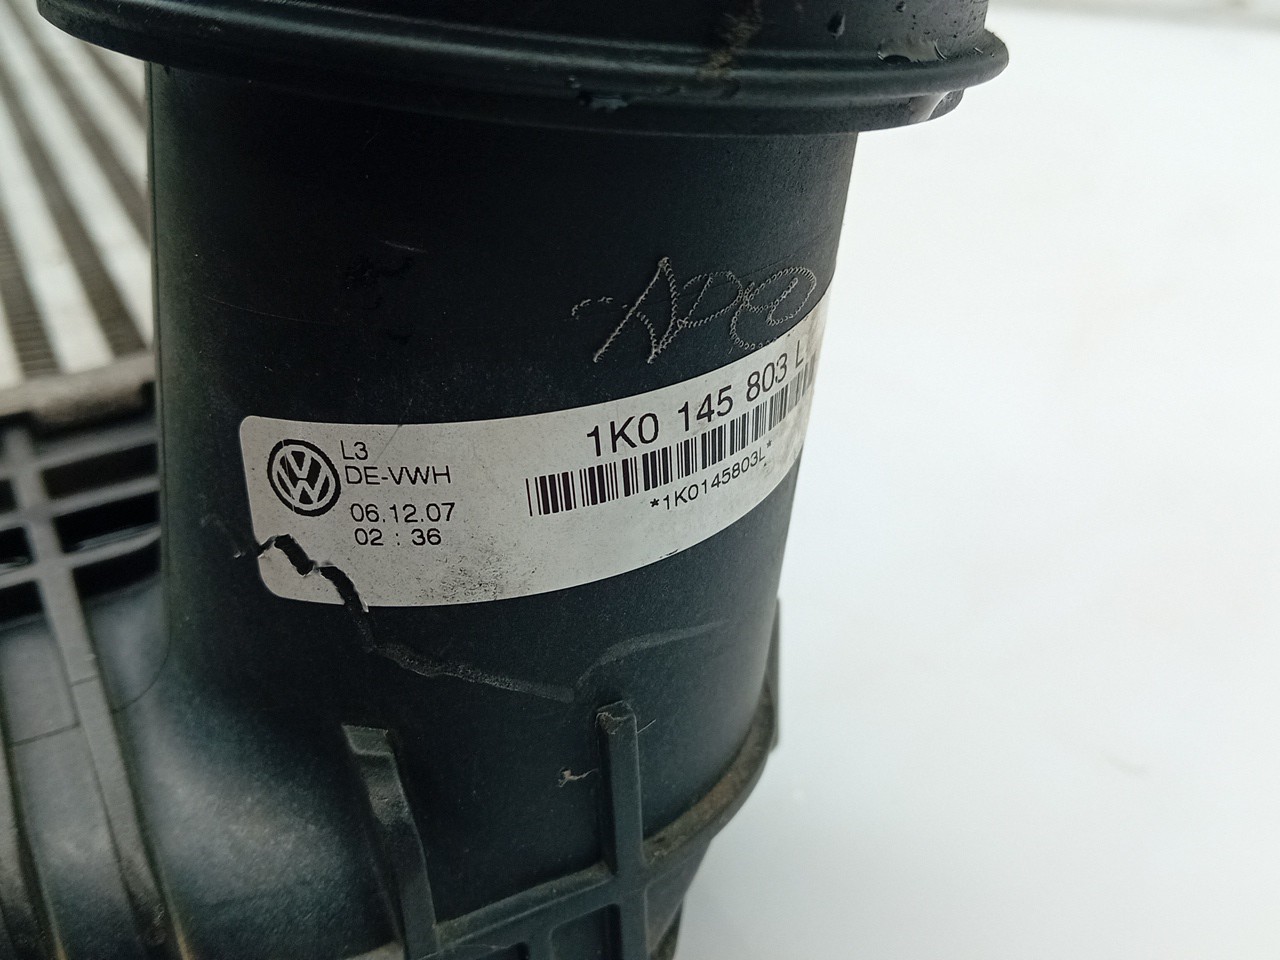 1K0 145 803 L
L3
DE-VWH
*1K0145803L*
06.12.07
02 : 36